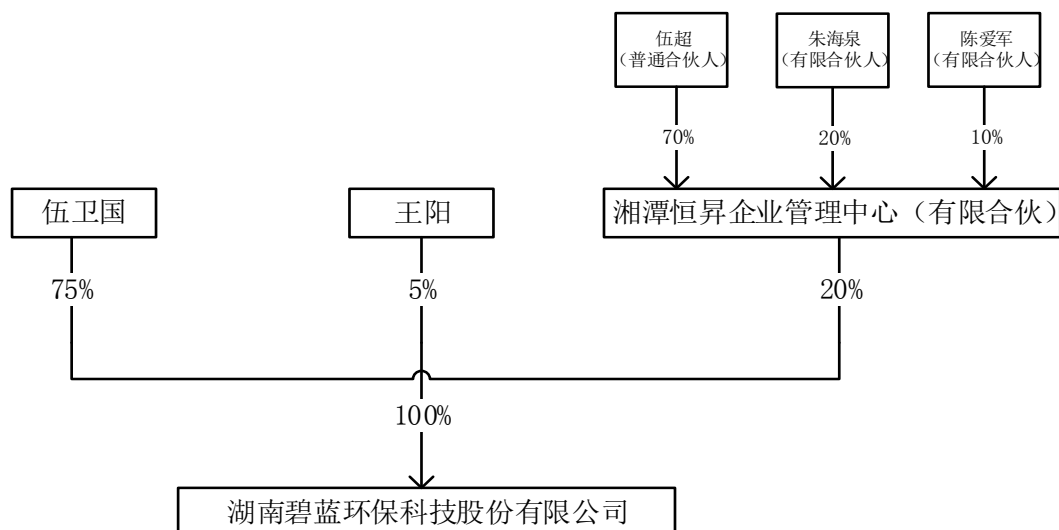 伍超
（普通合伙人）
朱海泉
（有限合伙人）
陈爱军
（有限合伙人）
70%
20%
10%
伍卫国
王阳
湘潭恒昇企业管理中心（有限合伙）
75%
5%
20%
100%
湖南碧蓝环保科技股份有限公司